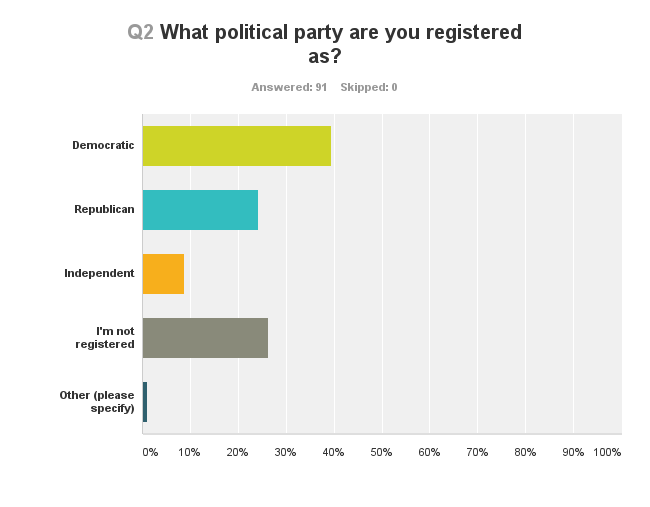 Q2 What political party are you registered
as?
Answered: 91 Skipped: 0
Democratic
Republican
Independent
I'm not
registered
Other (please
specify)
0% 10% 20% 30% 40% 50% 60% 70% 80% 90% 100%